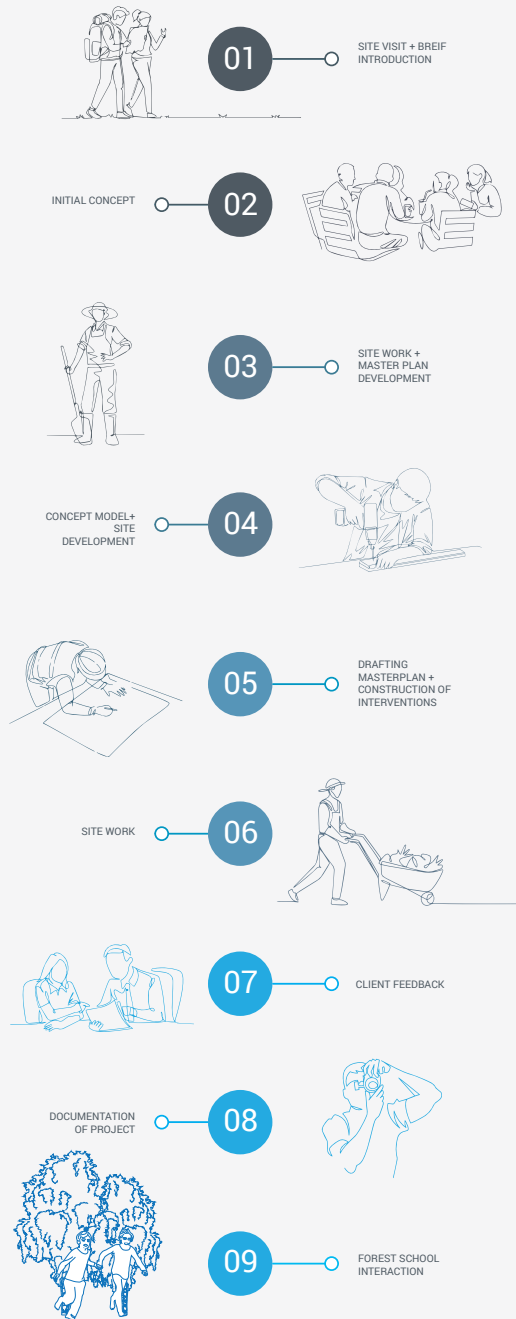 01
SITE VISIT + BREIF
INTRODUCTION
INITIAL CONCEPT
02
03
SITE WORK +
MASTER PLAN
DEVELOPMENT
CONCEPT MODEL+
SITE
DEVELOPMENT
04
05
DRAFTING
MASTERPLAN +
CONSTRUCTION OF
INTERVENTIONS
SITE WORK
06
07
CLIENT FEEDBACK
DOCUMENTATION
OF PROJECT
08
09
FOREST SCHOOL
INTERACTION